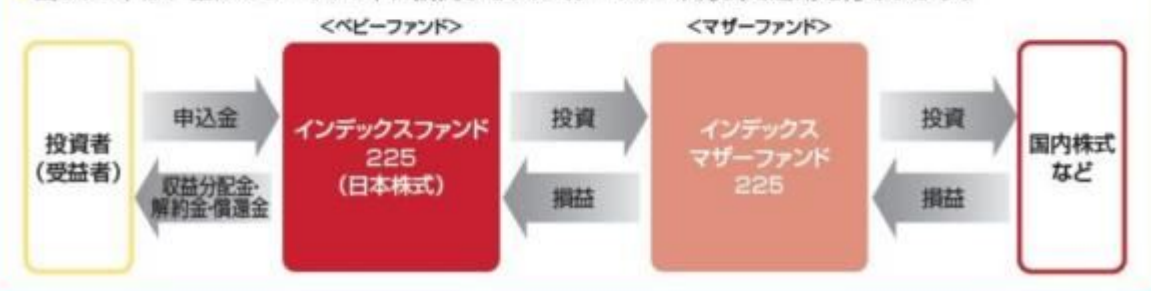 <ベビーファンド>
<マザーファンド>
投資者
(受益者)
申込金
収益分配金・
解約金・償還金
インデックスファンド
225
(日本株式)
投資
損益
インデックス
マザーファンド
225
投資
損益
国内株式
など